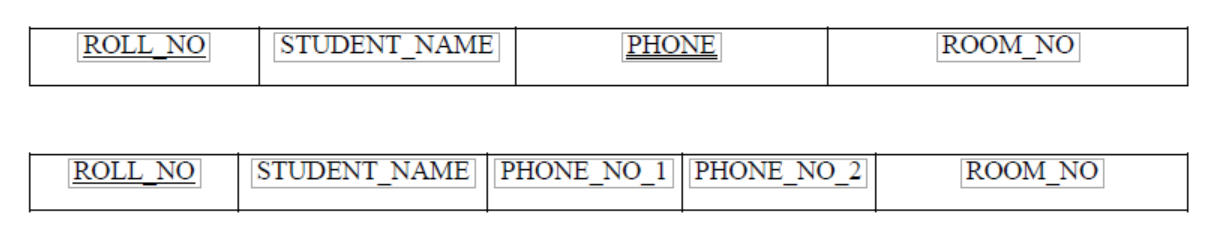 ROLL_NO STUDENT_NAME PHONE ROOM_NO
ROLL_NO STUDENT_NAME PHONE_NO_1 PHONE_NO_2 ROOM_NO